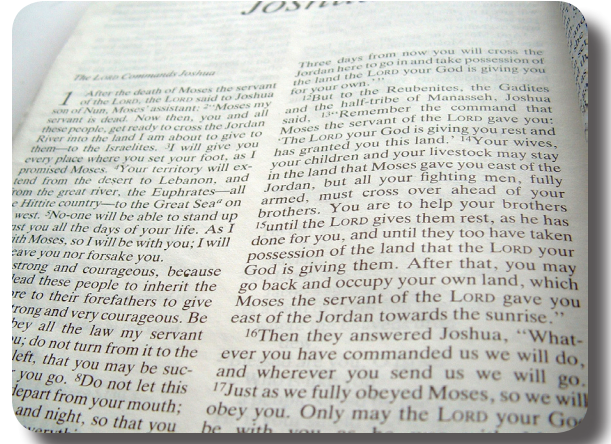 Joshua
The LORD Commands Joshua
1 After the death of Moses the servant
of the LORD, the LORD said to Joshua
son of Nun, Moses' assistant: 2"Moses my
servant is dead. Now then, you and all
these people, get ready to cross the Jordan
River into the land I am about to give to
them—to the Israelites. 3I will give you
every place where you set your foot, as I
promised Moses. 4Your territory will ex-
tend from the desert to Lebanon, and
from the great river, the Euphrates—all
e Hittite country—to the Great Seaa on
west. 5No-one will be able to stand up
nst you all the days of your life. As I
with Moses, so I will be with you; I will
eave you nor forsake you.
strong and courageous, because
lead these people to inherit the
re to their forefathers to give
trong and very courageous. Be
bey all the law my servant
u; do not turn from it to the
left, that you may be suc-
you go. 8Do not let this
depart from your mouth;
and night, so that you
Three days from now you will cross the
Jordan here to go in and take possession of
the land the LORD your God is giving you
for your own.'"
12But to the Reubenites, the Gadites
and the half-tribe of Manasseh, Joshua
said, 13"Remember the command that
Moses the servant of the LORD gave you:
'The LORD your God is giving you rest and
has granted you this land.' 14Your wives,
your children and your livestock may stay
in the land that Moses gave you east of the
Jordan, but all your fighting men, fully
armed, must cross over ahead of your
brothers. You are to help your brothers
15until the LORD gives them rest, as he has
done for you, and until they too have taken
possession of the land that the LORD your
God is giving them. After that, you may
go back and occupy your own land, which
Moses the servant of the LORD gave you
east of the Jordan towards the sunrise."
16Then they answered Joshua, "What-
ever you have commanded us we will do,
and wherever you send us we will go.
17Just as we fully obeyed Moses, so we will
obey you. Only may the LORD your God
be with you as he was with